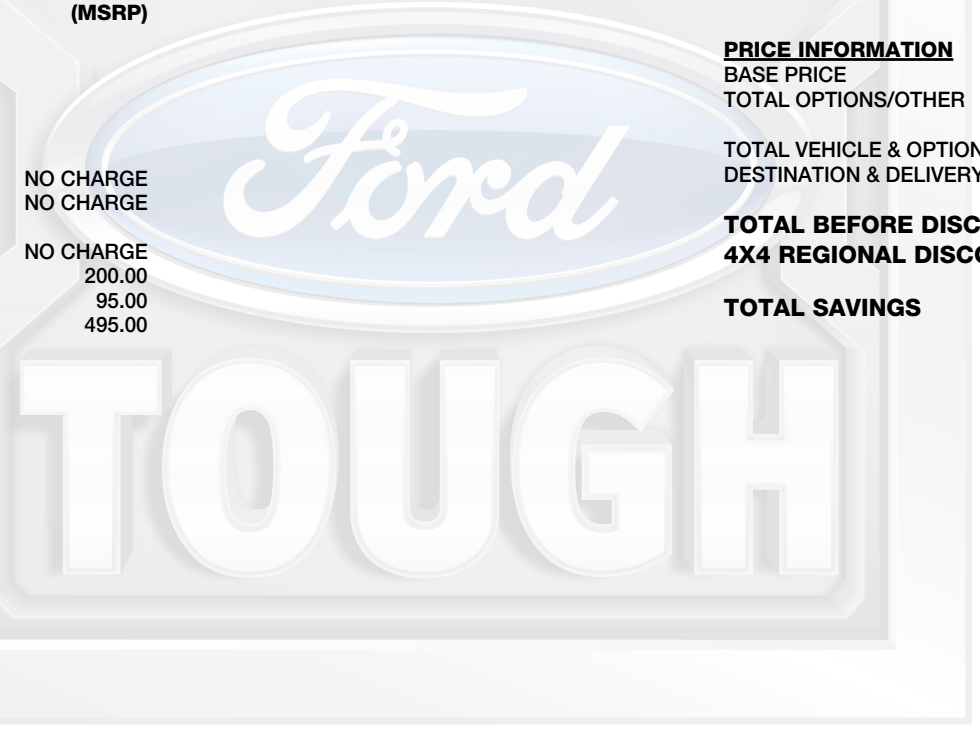 (MSRP)
NO CHARGE
NO CHARGE
NO CHARGE
200.00
95.00
495.00
Ford
TOUGH
PRICE INFORMATION
BASE PRICE
TOTAL OPTIONS/OTHER
TOTAL VEHICLE & OPTION
DESTINATION & DELIVERY
TOTAL BEFORE DISC
4X4 REGIONAL DISCO
TOTAL SAVINGS